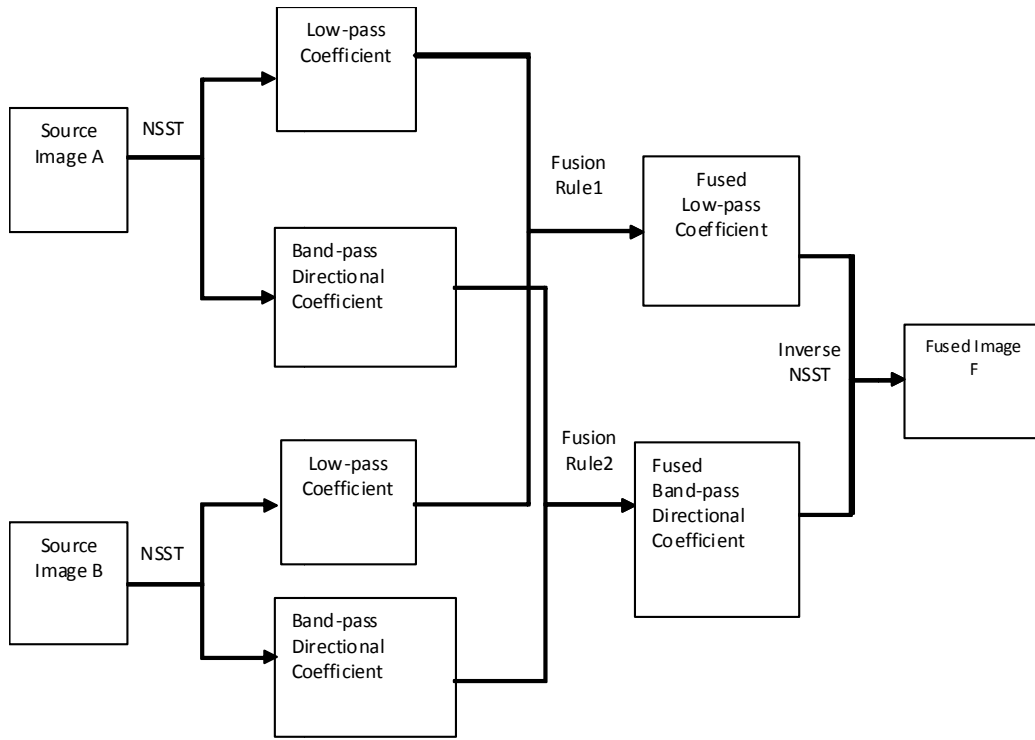 Low-pass
Coefficient
Source
Image A
NSST
Fusion
Rule1
Fused
Low-pass
Coefficient
Band-pass
Directional
Coefficient
Inverse
NSST
Fused Image
F
Low-pass
Coefficient
Fusion
Rule2
Fused
Band-pass
Directional
Coefficient
Source
Image B
NSST
Band-pass
Directional
Coefficient